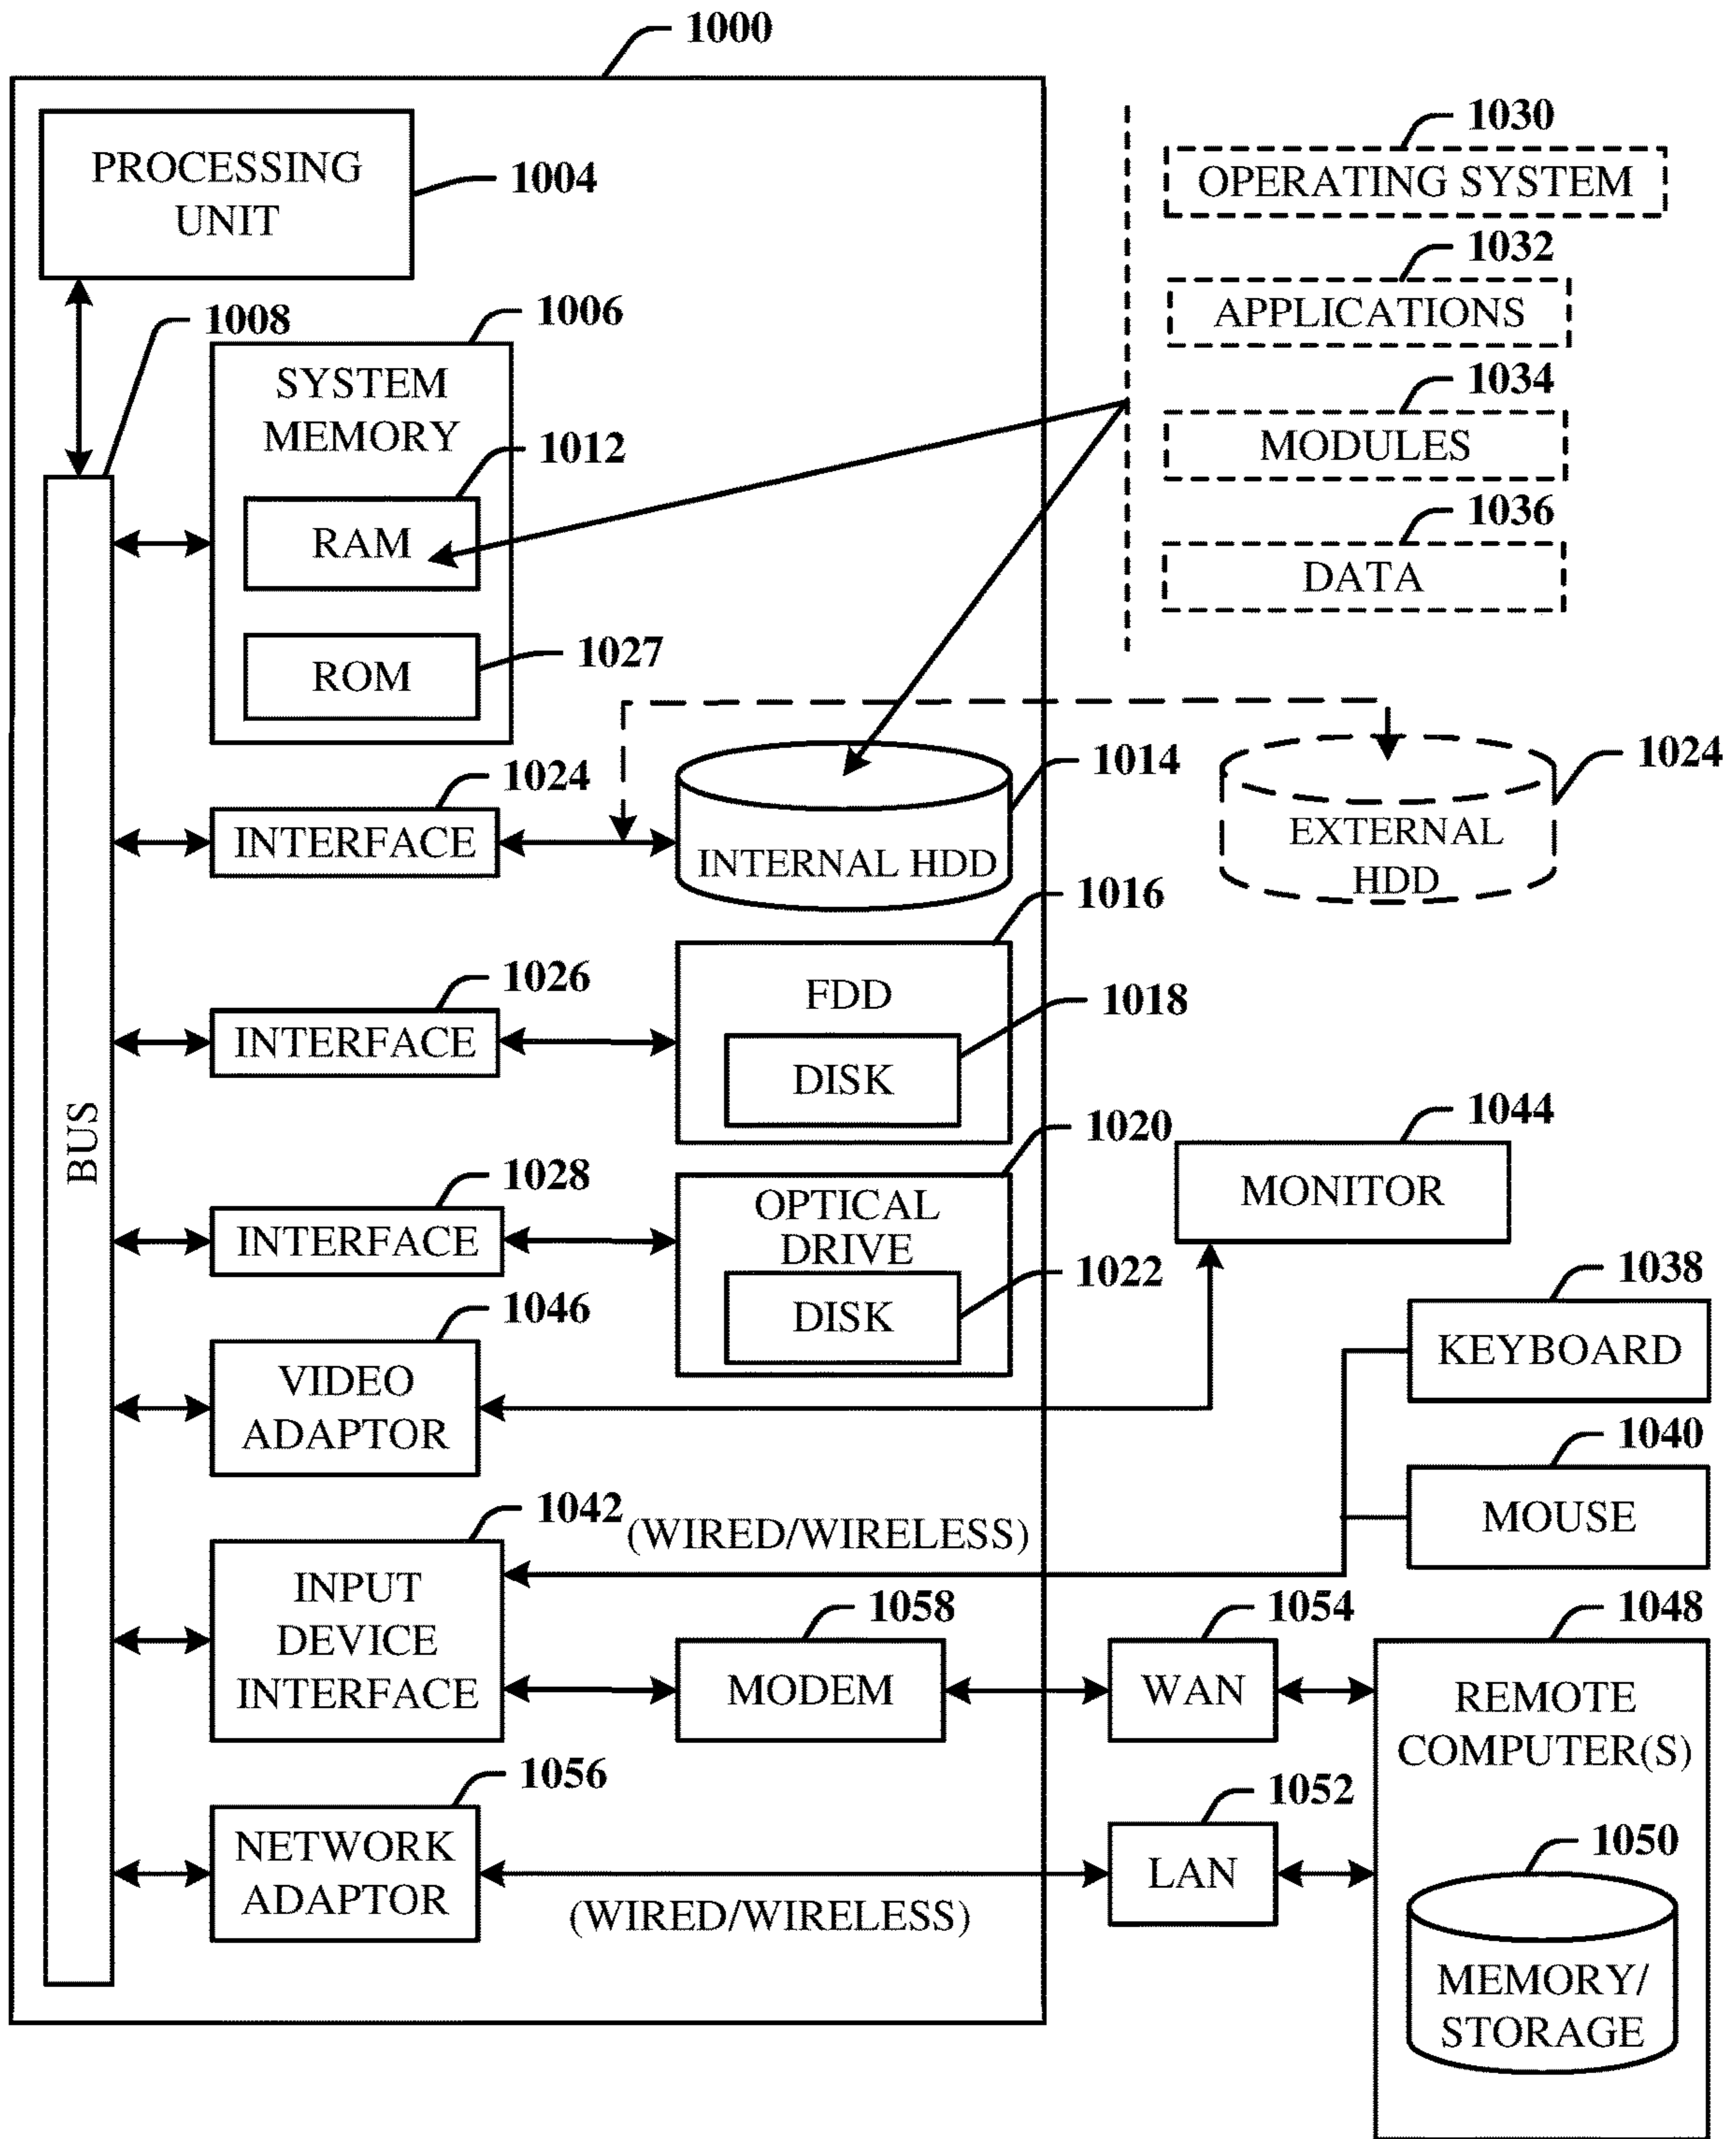 1000
PROCESSING
UNIT
1004
1030
OPERATING SYSTEM
1032
APPLICATIONS
1034
MODULES
1036
DATA
1008
1006
SYSTEM
MEMORY
1012
RAM
1027
ROM
1024
INTERFACE
1014
INTERNAL HDD
1024
EXTERNAL
HDD
1026
INTERFACE
1016
FDD
1018
DISK
BUS
1028
INTERFACE
1020
OPTICAL
DRIVE
1022
DISK
1044
MONITOR
1046
VIDEO
ADAPTOR
1038
KEYBOARD
1040
MOUSE
1042
(WIRED/WIRELESS)
INPUT
DEVICE
INTERFACE
1058
MODEM
1054
WAN
1048
REMOTE
COMPUTER(S)
1056
NETWORK
ADAPTOR
(WIRED/WIRELESS)
1052
LAN
1050
MEMORY/
STORAGE